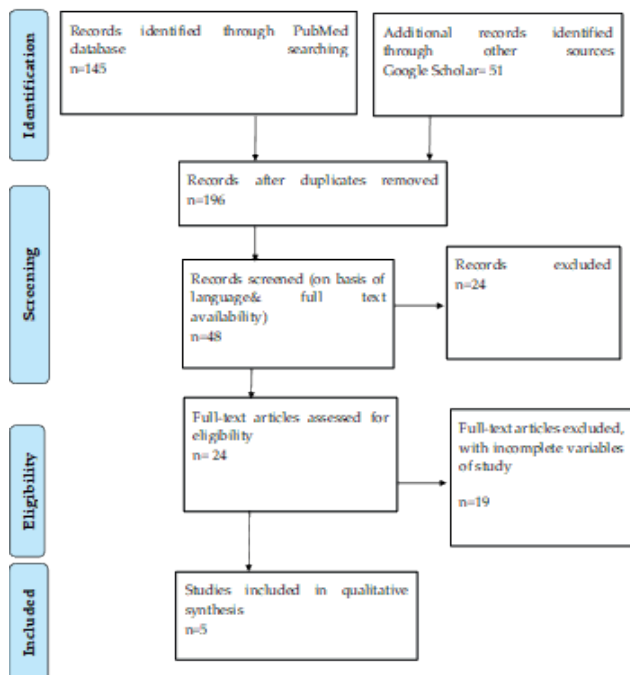 Identification
Records identified through PubMed
database searching
n=145
Additional records identified
through other sources
Google Scholar= 51
Records after duplicates removed
n=196
Screening
Records screened (on basis of
language& full text
availability)
n=48
Records excluded
n=24
Eligibility
Full-text articles assessed for
eligibility
n= 24
Full-text articles excluded,
with incomplete variables
of study
n=19
Included
Studies included in qualitative
synthesis
n=5